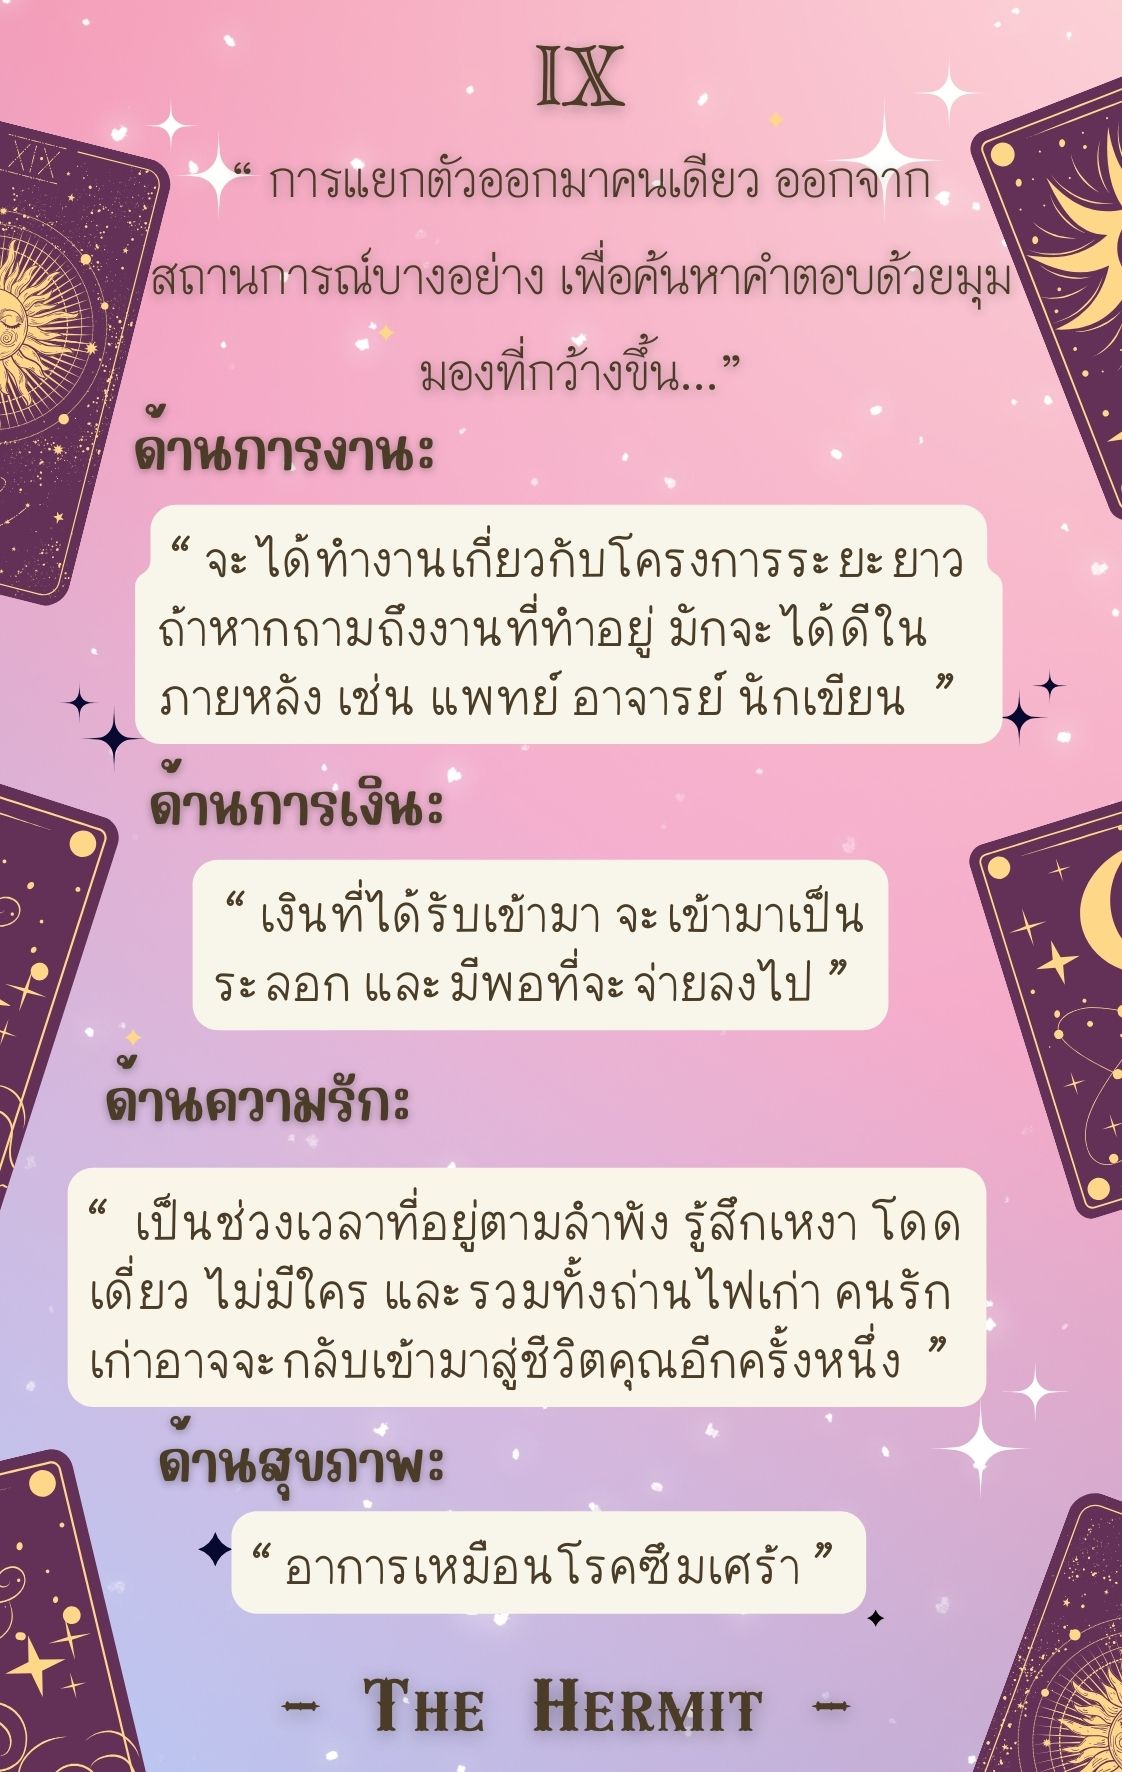 IX
“ การแยกตัวออกมาคนเดียว ออกจาก
สถานการณ์บางอย่าง เพื่อค้นหาคำตอบด้วยมุม
มองที่กว้างขึ้น...”
ด้านการงาน:
“ จะได้ทำงานเกี่ยวกับโครงการระยะยาว
ถ้าหากถามถึงงานที่ทำอยู่ มักจะได้ดีใน
ภายหลัง เช่น แพทย์ อาจารย์ นักเขียน ”
ด้านการเงิน:
“ เงินที่ได้รับเข้ามา จะเข้ามาเป็น
ระลอก และมีพอที่จะจ่ายลงไป ”
ด้านความรัก:
“ เป็นช่วงเวลาที่อยู่ตามลำพัง รู้สึกเหงา โดด
เดี่ยว ไม่มีใคร และรวมทั้งถ่านไฟเก่า คนรัก
เก่าอาจจะกลับเข้ามาสู่ชีวิตคุณอีกครั้งหนึ่ง ”
ด้านสุขภาพ:
“ อาการเหมือนโรคซึมเศร้า ”
- The Hermit -
XIX